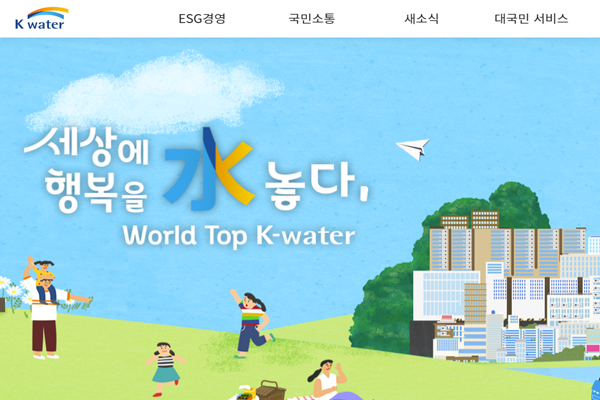 K water
ESG경영 국민소통 새소식 대국민 서비스
세상에
행복을 水 놓다,
World Top K-water